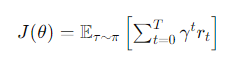 J(θ) = 𝔼_{τ∼π} [ ∑_{t=0}^{T} γ^t r_t ]